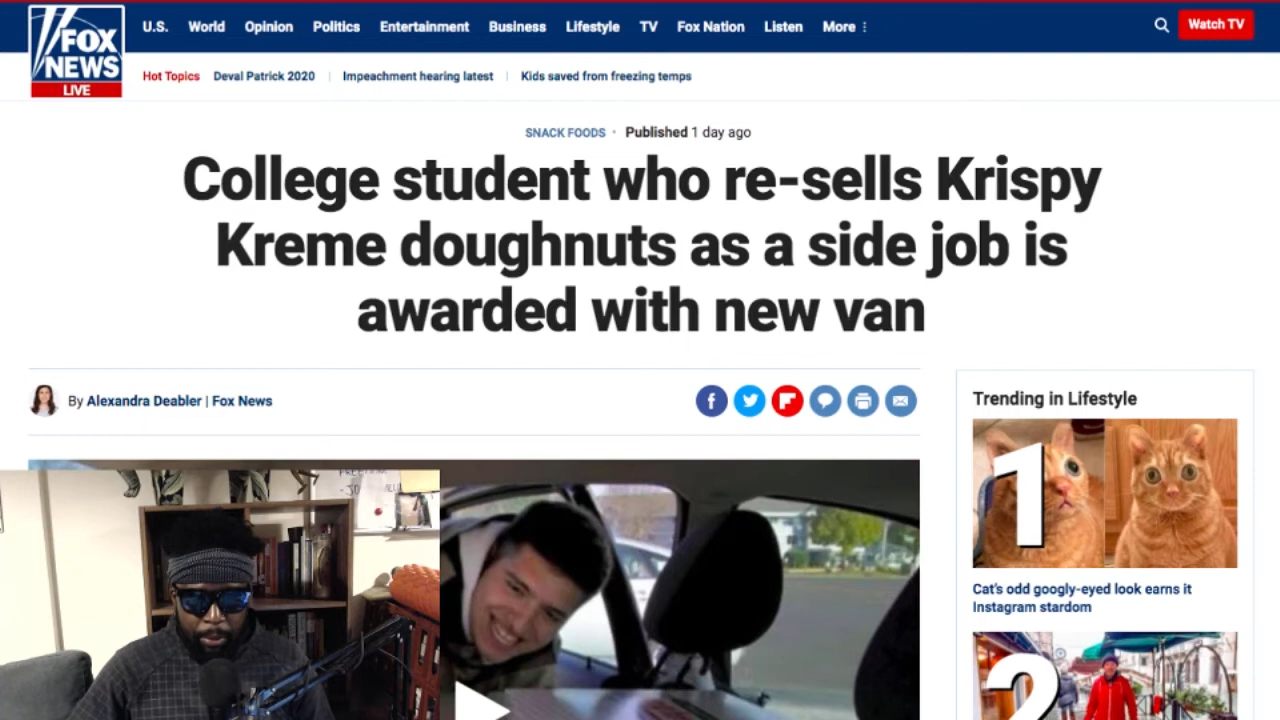 FOX
NEWS
LIVE
U.S. World Opinion Politics Entertainment Business Lifestyle TV Fox Nation Listen More
Watch TV
Hot Topics Deval Patrick 2020 Impeachment hearing latest Kids saved from freezing temps
SNACK FOODS · Published 1 day ago
College student who re-sells Krispy
Kreme doughnuts as a side job is
awarded with new van
By Alexandra Deabler | Fox News
Trending in Lifestyle
1
Cat's odd googly-eyed look earns it
Instagram stardom
2